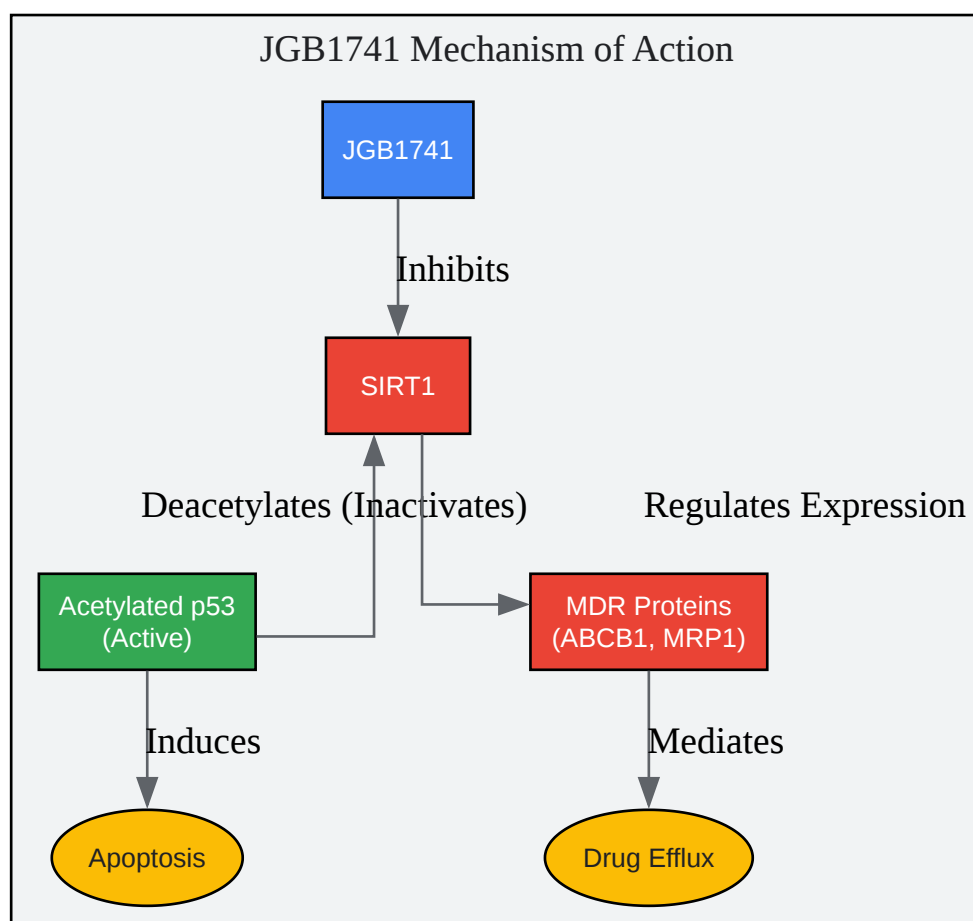 JGB1741 Mechanism of Action
JGB1741
Inhibits
SIRT1
Deacetylates (Inactivates)
Regulates Expression
Acetylated p53
(Active)
MDR Proteins
(ABCB1, MRP1)
Induces
Mediates
Apoptosis
Drug Efflux